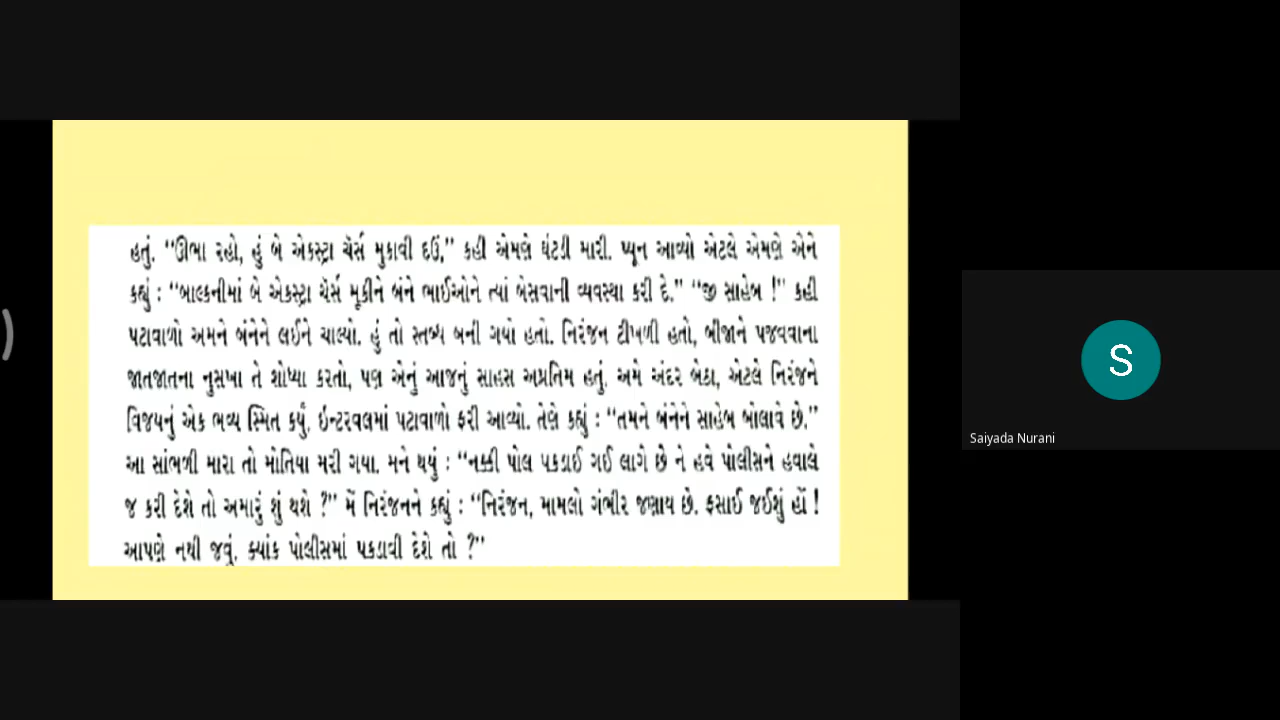 હતું. “ઊભા રહો, હું બે એકસ્ટ્રા ચૅર્સ મુકાવી દઉં,” કહી એમણે ઘંટડી મારી. પ્યૂન આવ્યો એટલે એમણે એને
કહ્યું : “બાલ્કનીમાં બે એકસ્ટ્રા ચૅર્સ મૂકીને બંને ભાઈઓને ત્યાં બેસવાની વ્યવસ્થા કરી દે.” “જી સાહેબ !” કહી
પટાવાળો અમને બંનેને લઈને ચાલ્યો. હું તો સ્તબ્ધ બની ગયો હતો. નિરંજન ટીખળી હતો, બીજાને પજવવાના
જાતજાતના નુસખા તે શોધ્યા કરતો, પણ એનું આજનું સાહસ અપ્રતિમ હતું. અમે અંદર બેઠા, એટલે નિરંજને
વિજયનું એક ભવ્ય સ્મિત કર્યું. ઇન્ટરવલમાં પટાવાળો ફરી આવ્યો. તેણે કહ્યું : “તમને બંનેને સાહેબ બોલાવે છે.”
આ સાંભળી મારા તો મોતિયા મરી ગયા. મને થયું : “નક્કી પોલ પકડાઈ ગઈ લાગે છે ને હવે પોલીસને હવાલે
જ કરી દેશે તો અમારું શું થશે ?” મેં નિરંજનને કહ્યું : “નિરંજન, મામલો ગંભીર જણાય છે. ફસાઈ જઈશું હોં !
આપણે નથી જવું. ક્યાંક પોલીસમાં પકડાવી દેશે તો ?”
S
Saiyada Nurani